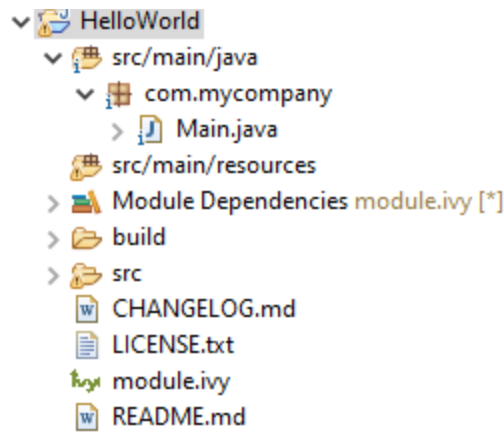 HelloWorld
src/main/java
com.mycompany
Main.java
src/main/resources
Module Dependencies module.ivy [*]
build
src
CHANGELOG.md
LICENSE.txt
module.ivy
README.md